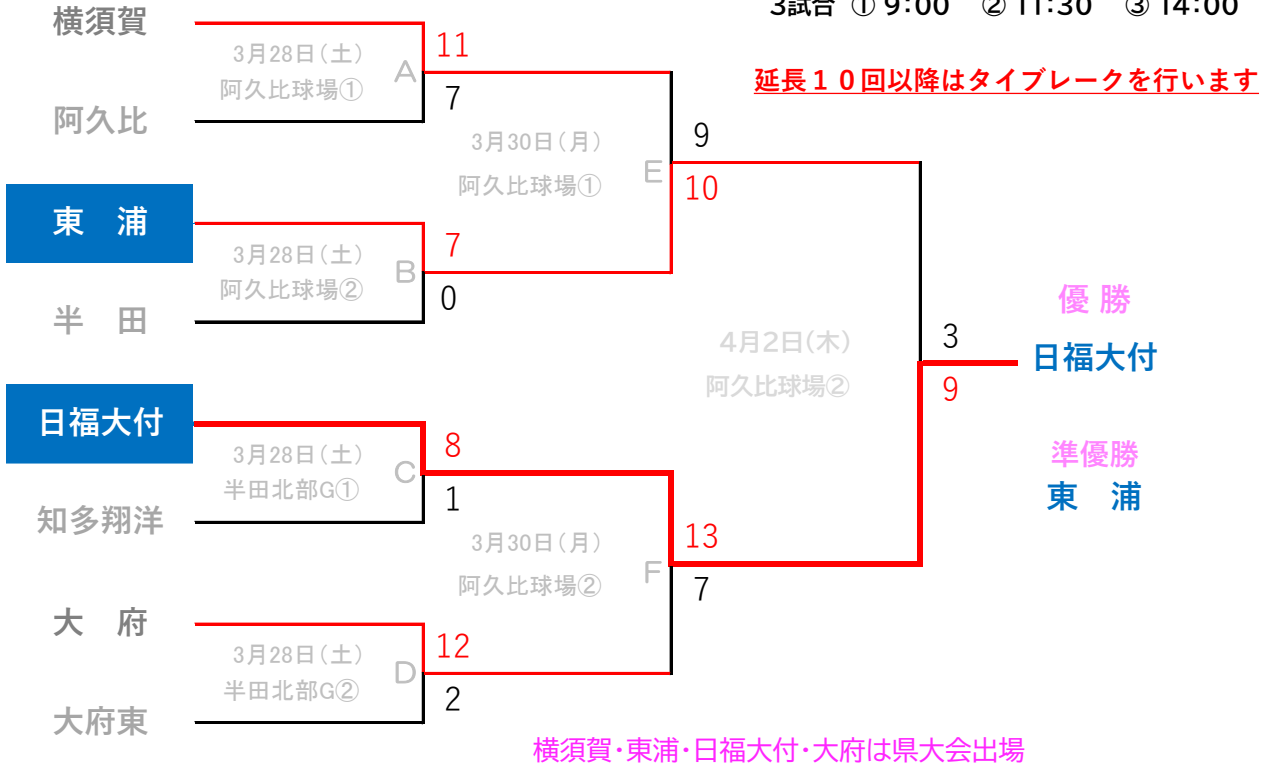 3試合 ① 9:00 ② 11:30 ③ 14:00
延長10回以降はタイブレークを行います
横須賀
3月28日(土)
阿久比球場①
A
11
7
阿久比
3月30日(月)
阿久比球場①
E
9
10
東 浦
3月28日(土)
阿久比球場②
B
7
0
半 田
4月2日(木)
阿久比球場②
3
9
優 勝
日福大付
準優勝
東 浦
日福大付
3月28日(土)
半田北部G①
C
8
1
知多翔洋
3月30日(月)
阿久比球場②
F
13
7
大 府
3月28日(土)
半田北部G②
D
12
2
大府東
横須賀・東浦・日福大付・大府は県大会出場